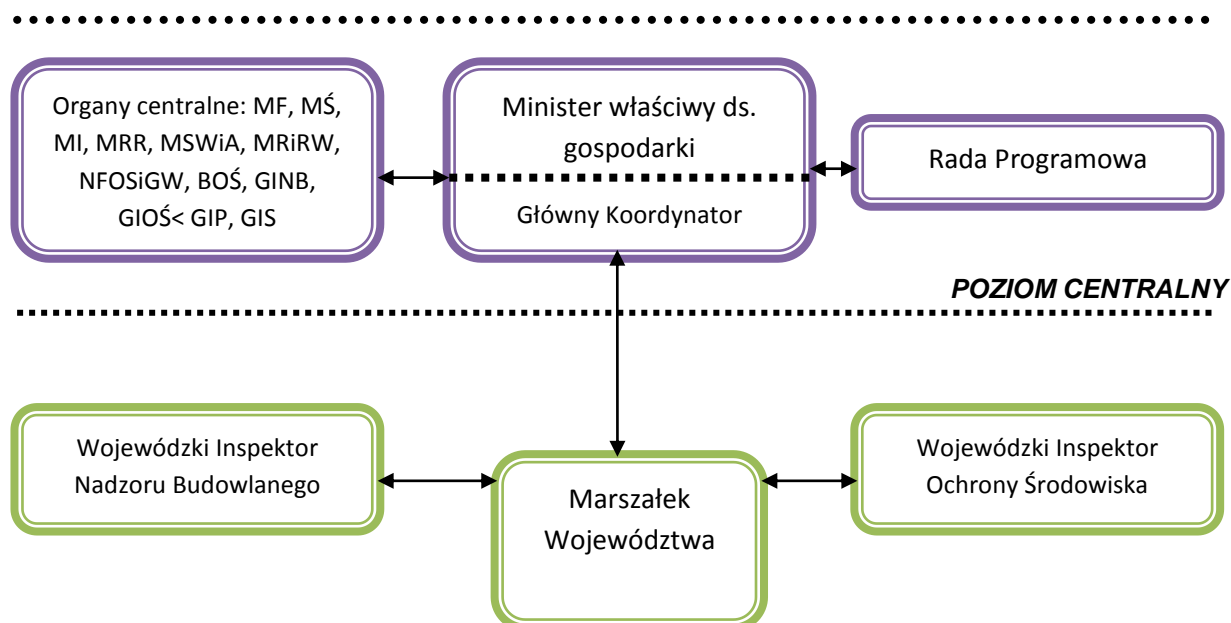 Organy centralne: MF, MŚ,
MI, MRR, MSWiA, MRiRW,
NFOSiGW, BOŚ, GINB,
GIOŚ< GIP, GIS
Minister właściwy ds.
gospodarki
Główny Koordynator
Rada Programowa
POZIOM CENTRALNY
Wojewódzki Inspektor
Nadzoru Budowlanego
Marszałek
Województwa
Wojewódzki Inspektor
Ochrony Środowiska